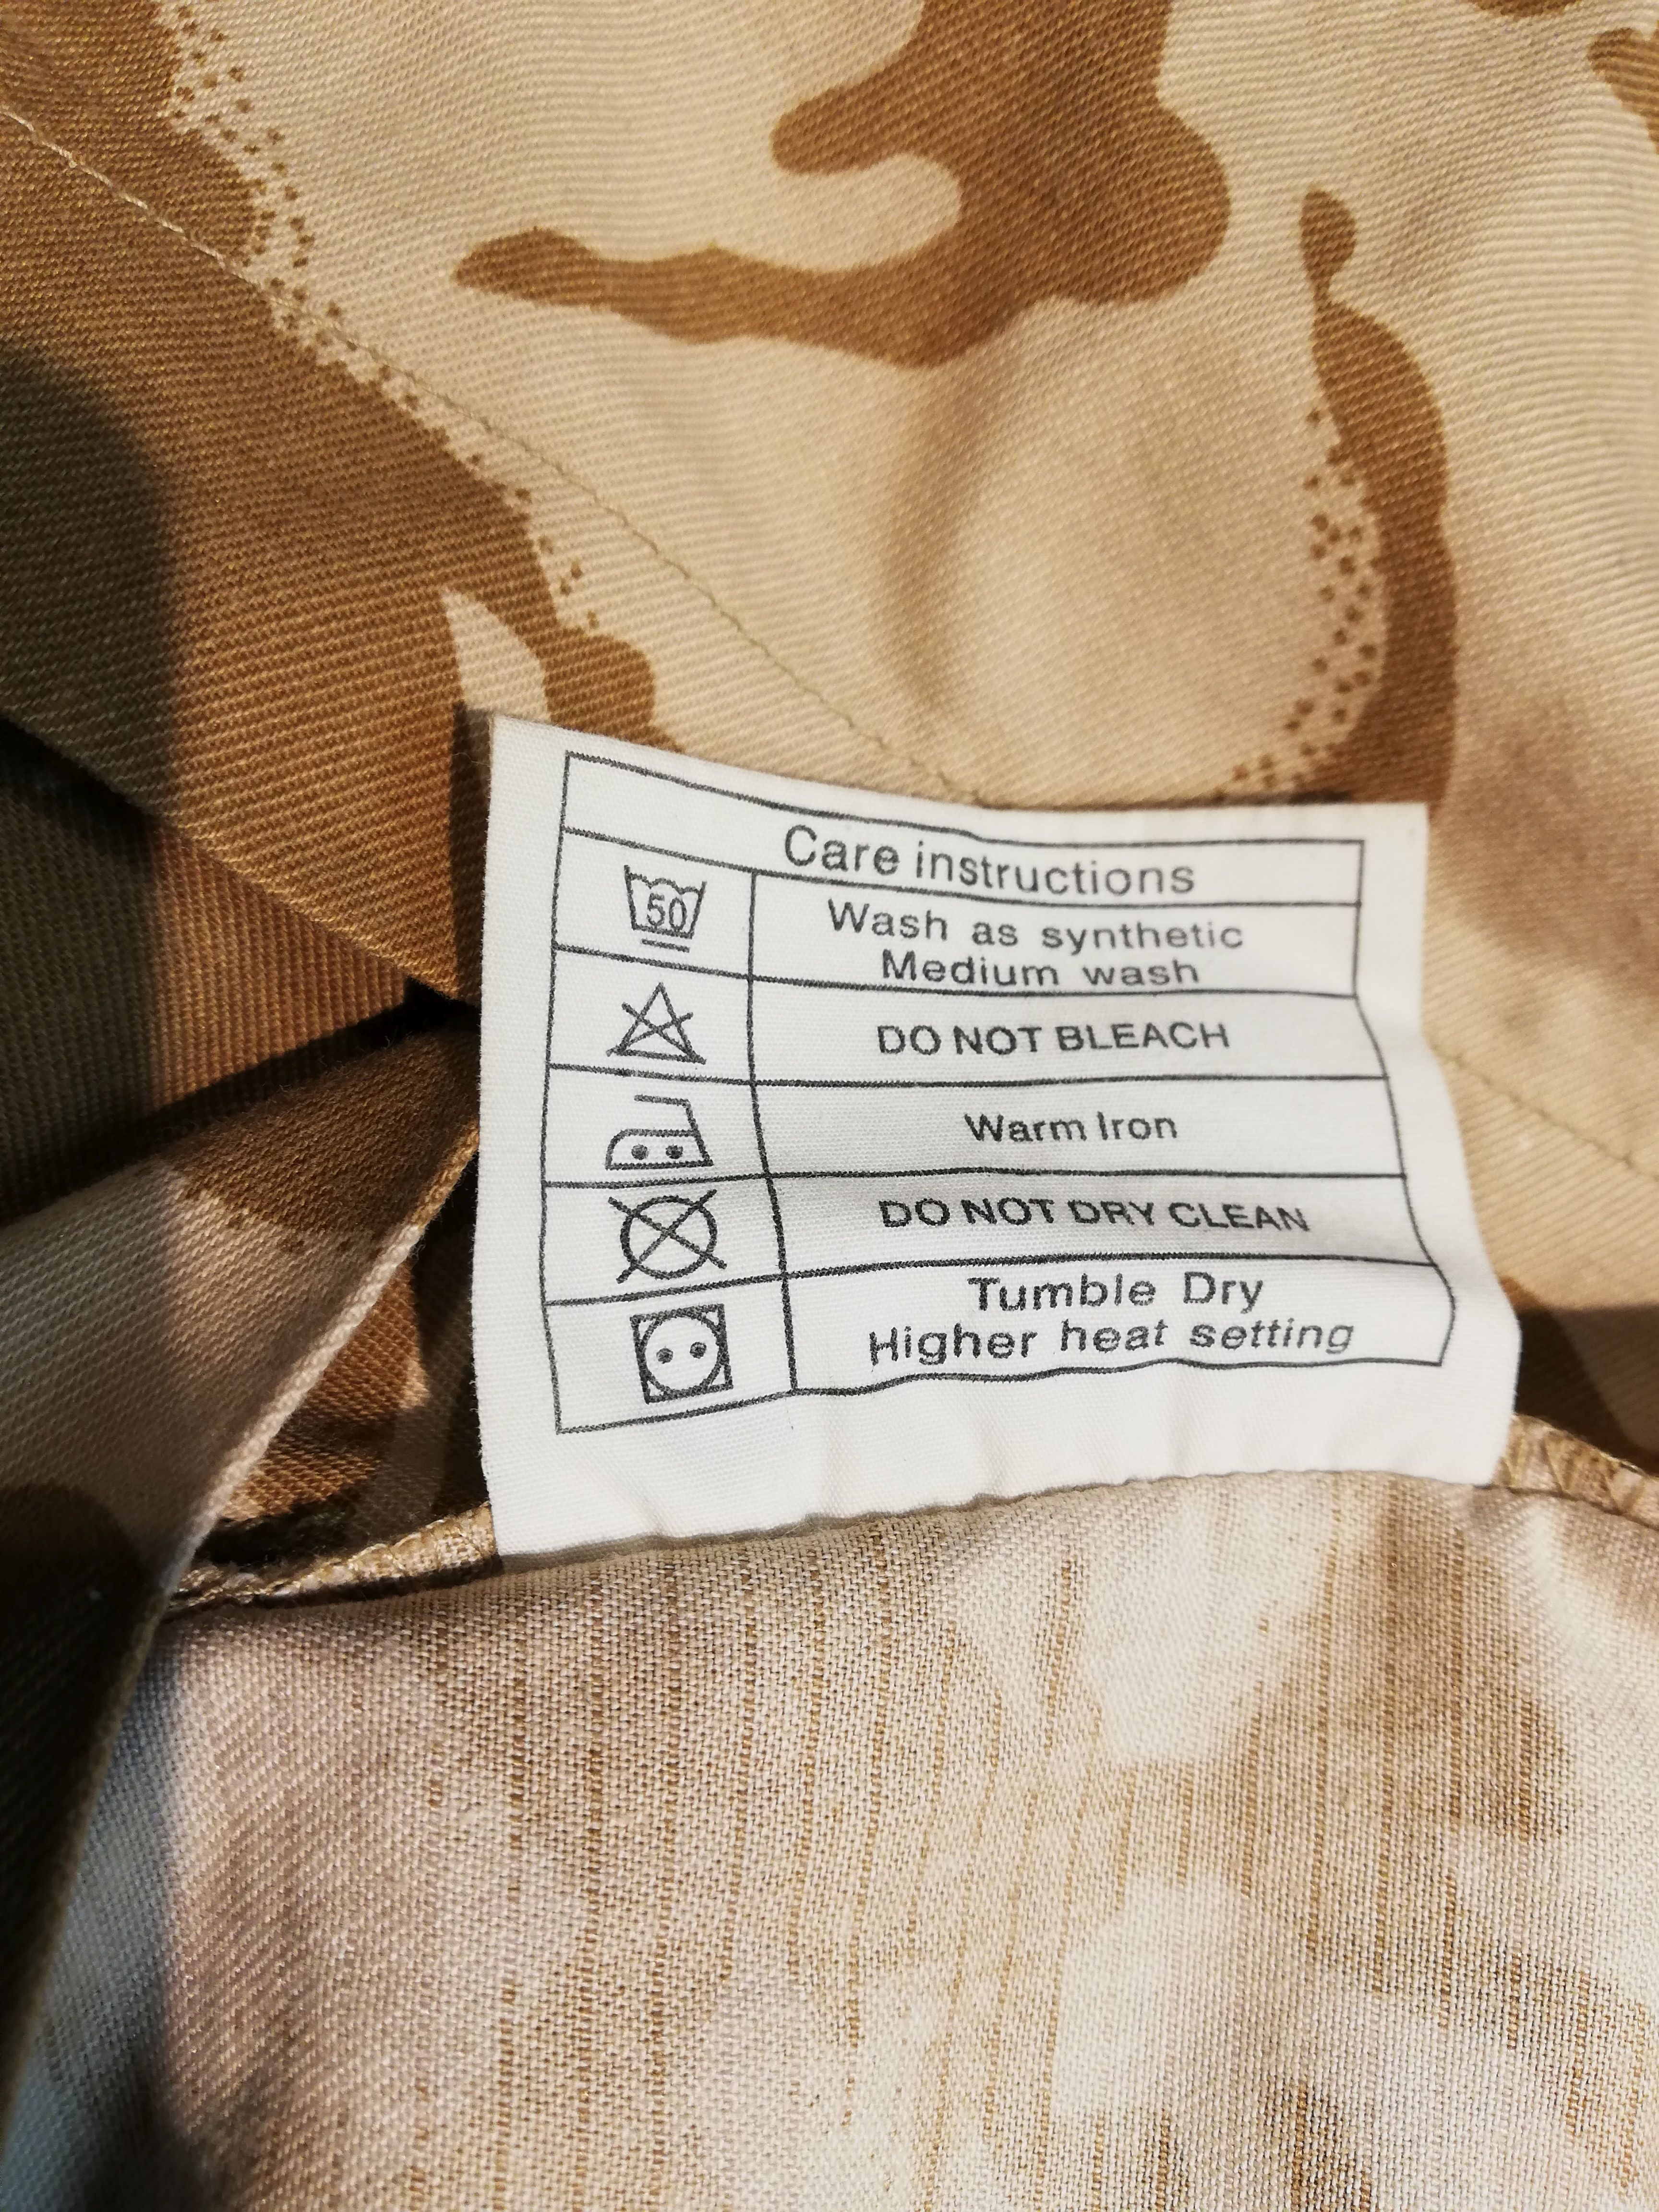 Care instructions
50
Wash as synthetic
Medium wash
DO NOT BLEACH
Warm Iron
DO NOT DRY CLEAN
Tumble Dry
Higher heat setting